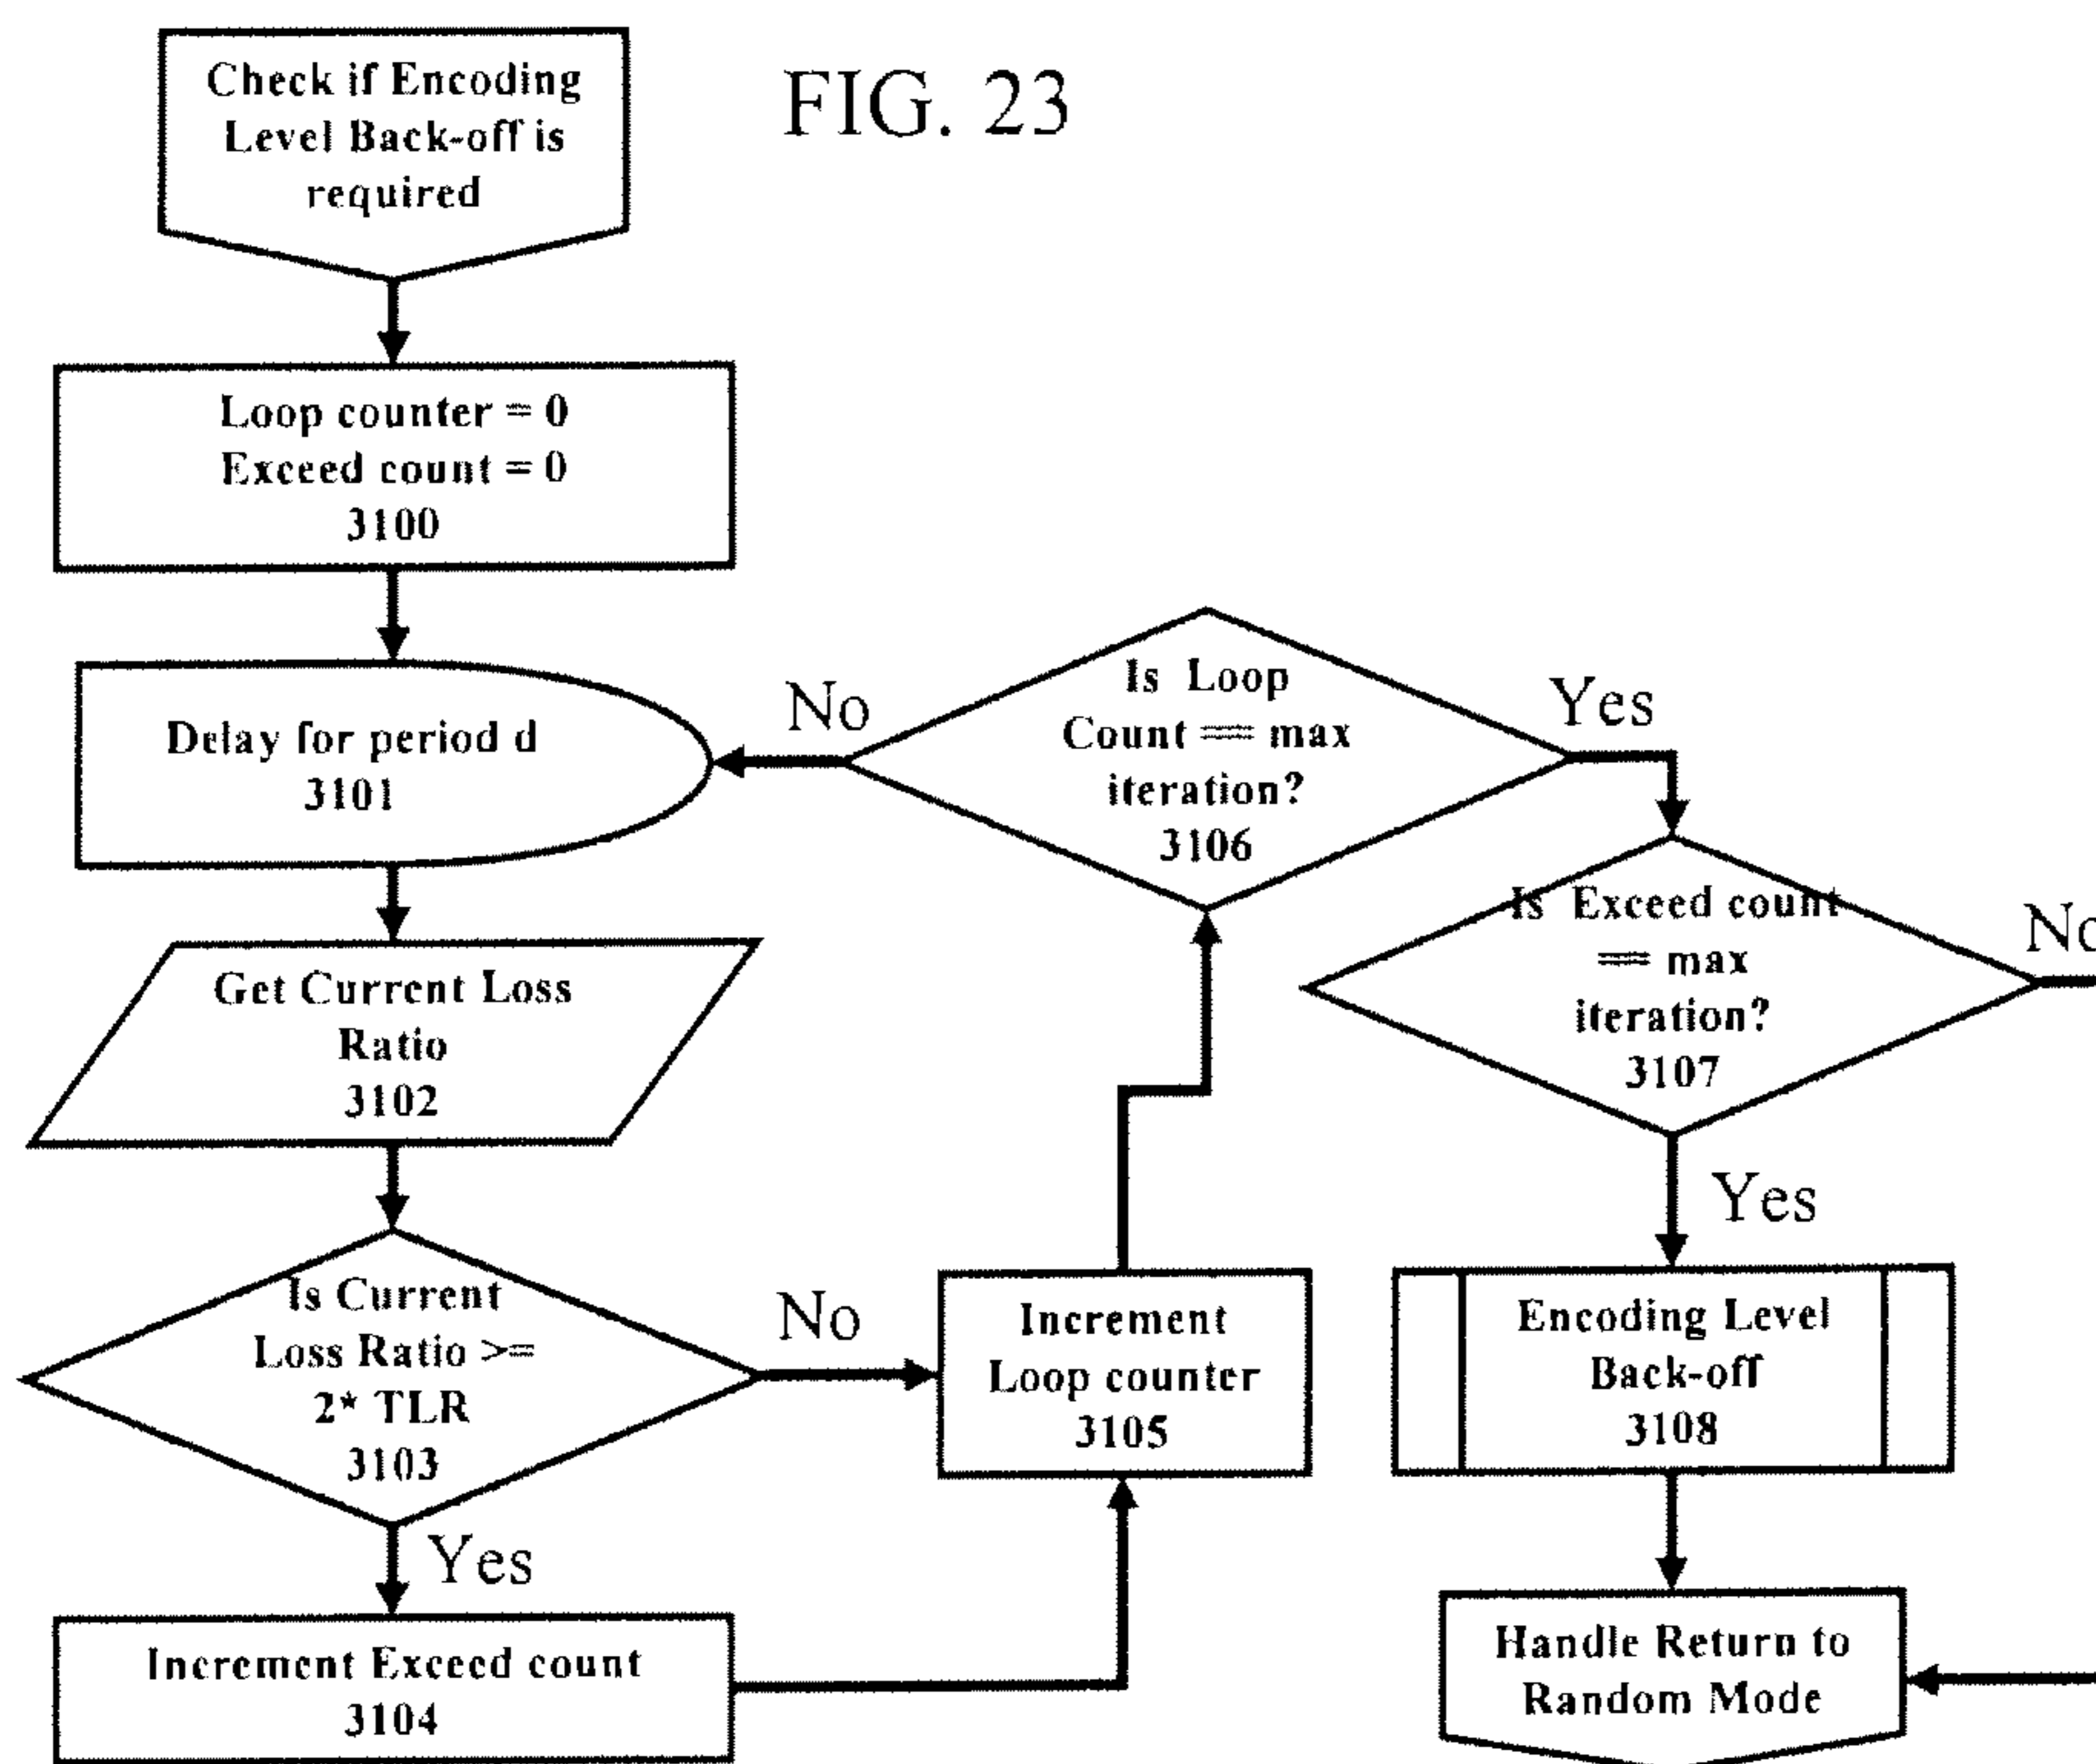 FIG. 23
Check if Encoding
Level Back-off is
required
Loop counter = 0
Exceed count = 0
3100
Delay for period d
3101
Get Current Loss
Ratio
3102
Is Current
Loss Ratio >=
2* TLR
3103
No
Yes
Increment Exceed count
3104
Increment
Loop counter
3105
Is Loop
Count == max
iteration?
3106
No
Yes
Is Exceed count
== max
iteration?
3107
No
Yes
Encoding Level
Back-off
3108
Handle Return to
Random Mode